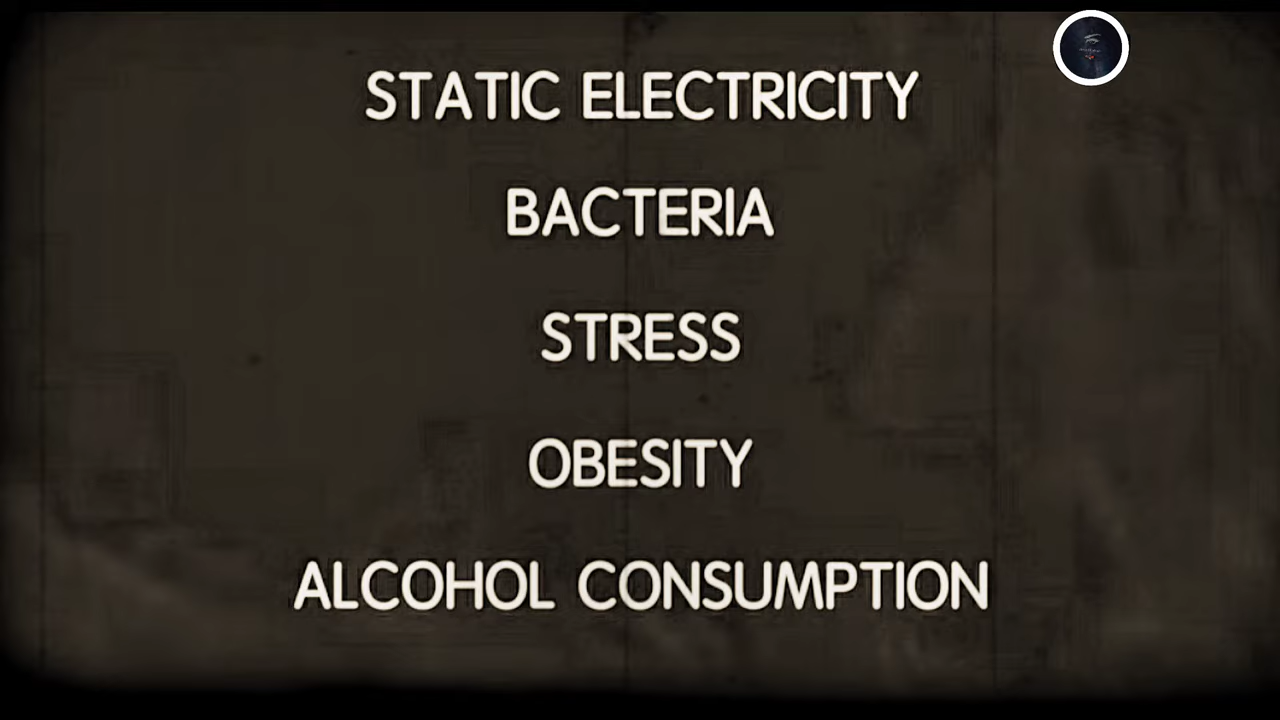 STATIC ELECTRICITY
BACTERIA
STRESS
OBESITY
ALCOHOL CONSUMPTION